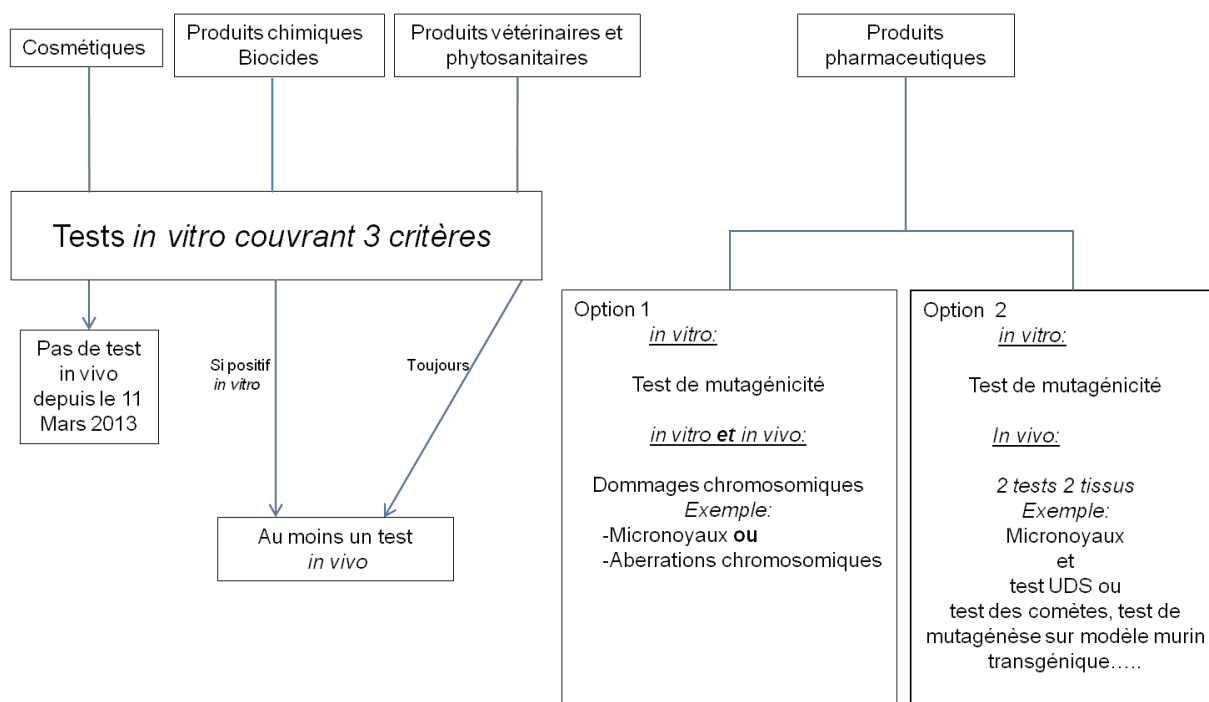 Cosmétiques
Produits chimiques
Biocides
Produits vétérinaires et
phytosanitaires
Produits
pharmaceutiques
Tests in vitro couvrant 3 critères
Pas de test
in vivo
depuis le 11
Mars 2013
Si positif
in vitro
Toujours
Au moins un test
in vivo
Option 1
in vitro:
Test de mutagénicité
in vitro et in vivo:
Dommages chromosomiques
Exemple:
-Micronoyaux ou
-Aberrations chromosomiques
Option 2
in vitro:
Test de mutagénicité
In vivo:
2 tests 2 tissus
Exemple:
Micronoyaux
et
test UDS ou
test des comètes, test de
mutagénèse sur modèle murin
transgénique…..